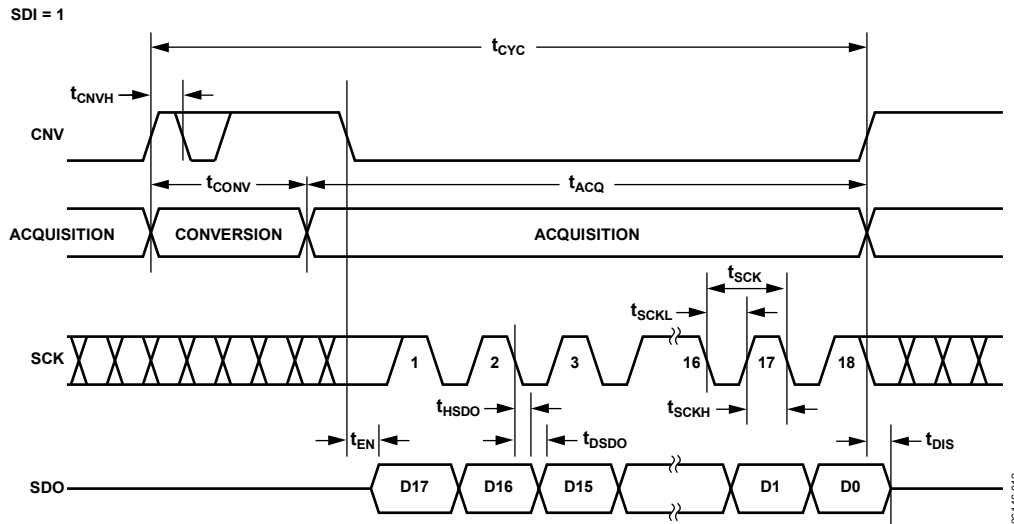 SDI = 1
tCYC
tCNVH
CNV
tCONV
tACQ
ACQUISITION
CONVERSION
ACQUISITION
tSCK
tSCKL
SCK
1
2
3
16
17
18
tHSDO
tSCKH
tEN
tDSDO
tDIS
SDO
D17
D16
D15
D1
D0